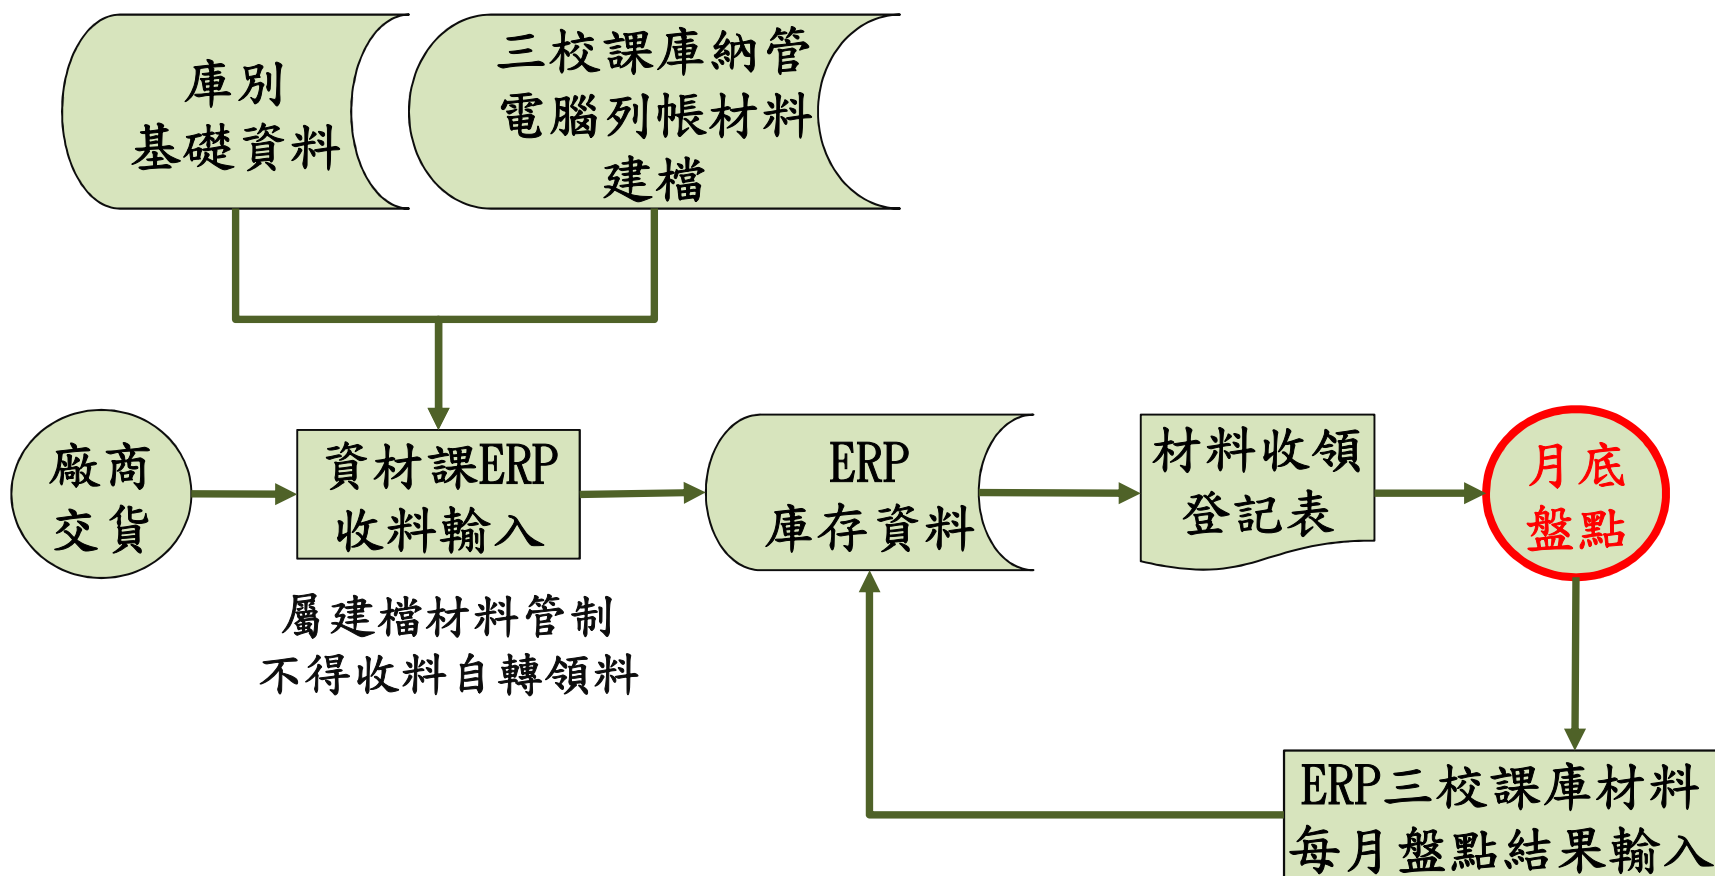 庫別
基礎資料
三校課庫納管
電腦列帳材料
建檔
廠商
交貨
資材課ERP
收料輸入
屬建檔材料管制
不得收料自轉領料
ERP
庫存資料
材料收領
登記表
月底
盤點
ERP三校課庫材料
每月盤點結果輸入